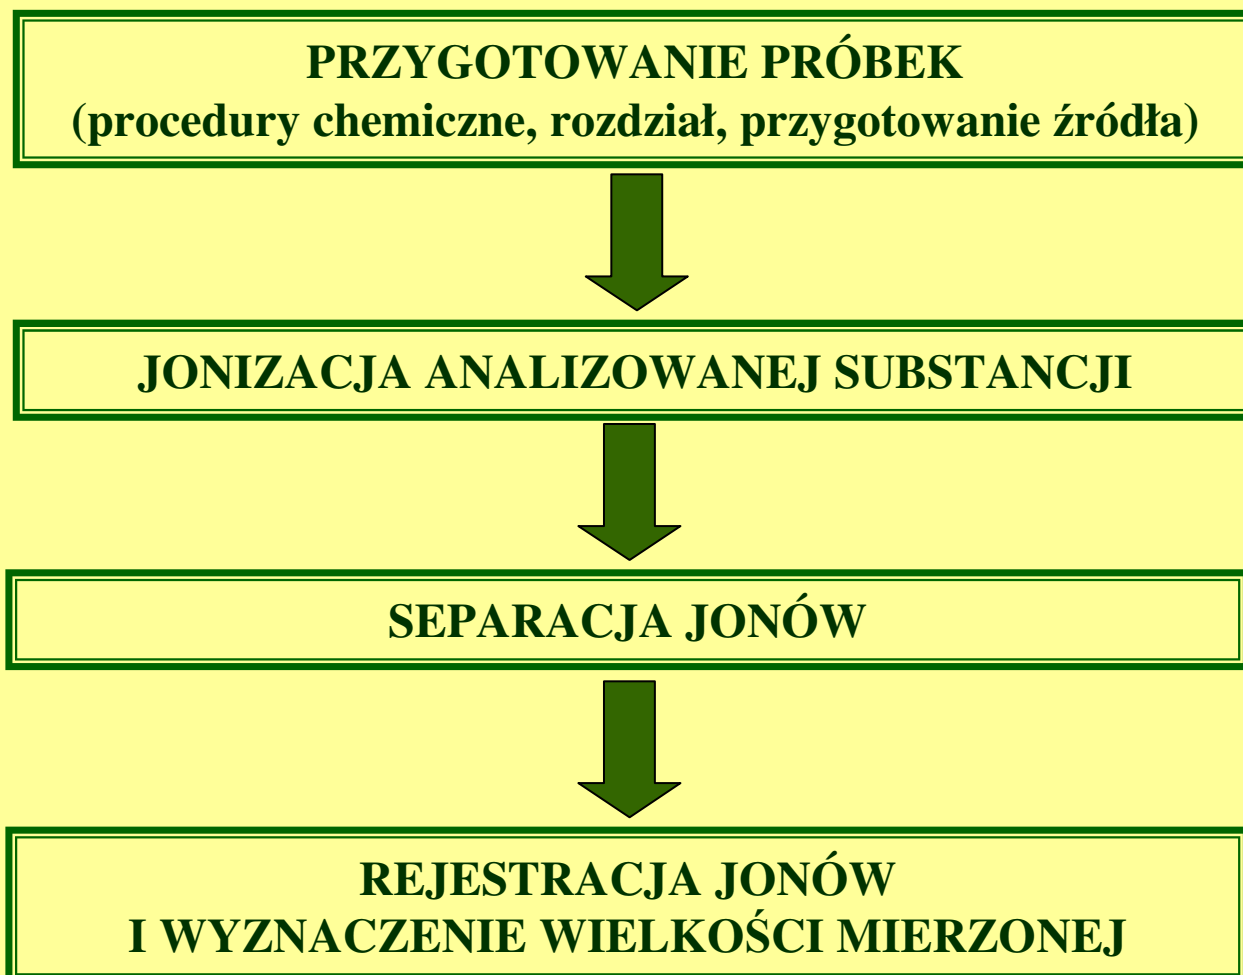 PRZYGOTOWANIE PRÓBEK
(procedury chemiczne, rozdział, przygotowanie źródła)
JONIZACJA ANALIZOWANEJ SUBSTANCJI
SEPARACJA JONÓW
REJESTRACJA JONÓW
I WYZNACZENIE WIELKOŚCI MIERZONEJ